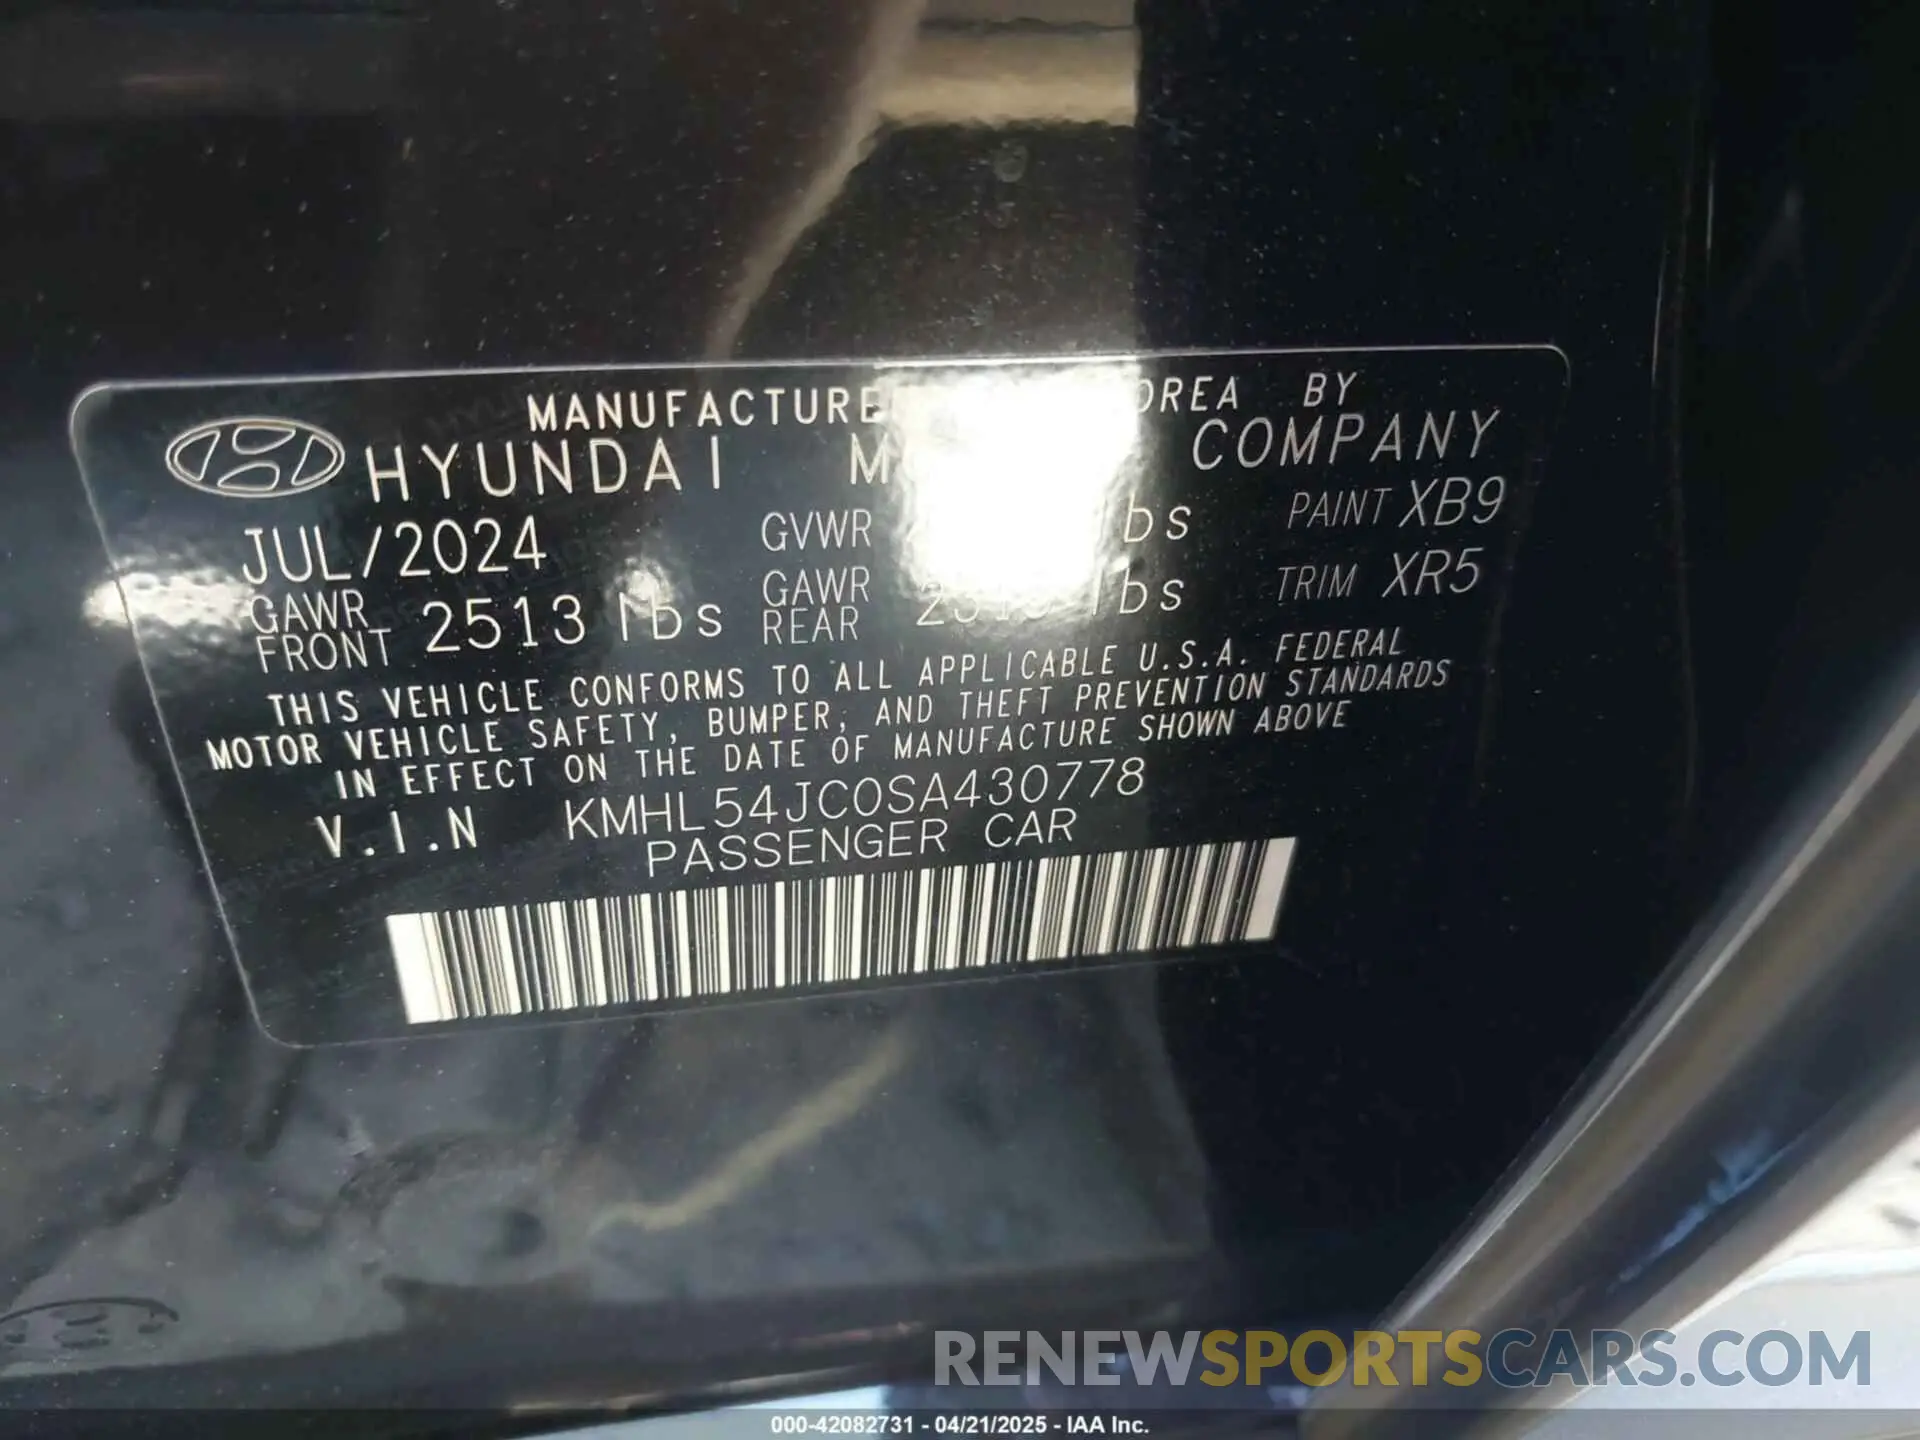 MANUFACTURE OREA BY
HYUNDAI M COMPANY
JUL/2024 GVWR lbs PAINT XB9
GAWR FRONT 2513 lbs GAWR REAR lbs TRIM XR5
THIS VEHICLE CONFORMS TO ALL APPLICABLE U.S.A. FEDERAL
MOTOR VEHICLE SAFETY, BUMPER, AND THEFT PREVENTION STANDARDS
IN EFFECT ON THE DATE OF MANUFACTURE SHOWN ABOVE
V.I.N KMHL54JC0SA430778
PASSENGER CAR
RENEWSPORTSCARS.COM
000-42082731 - 04/21/2025 - IAA Inc.